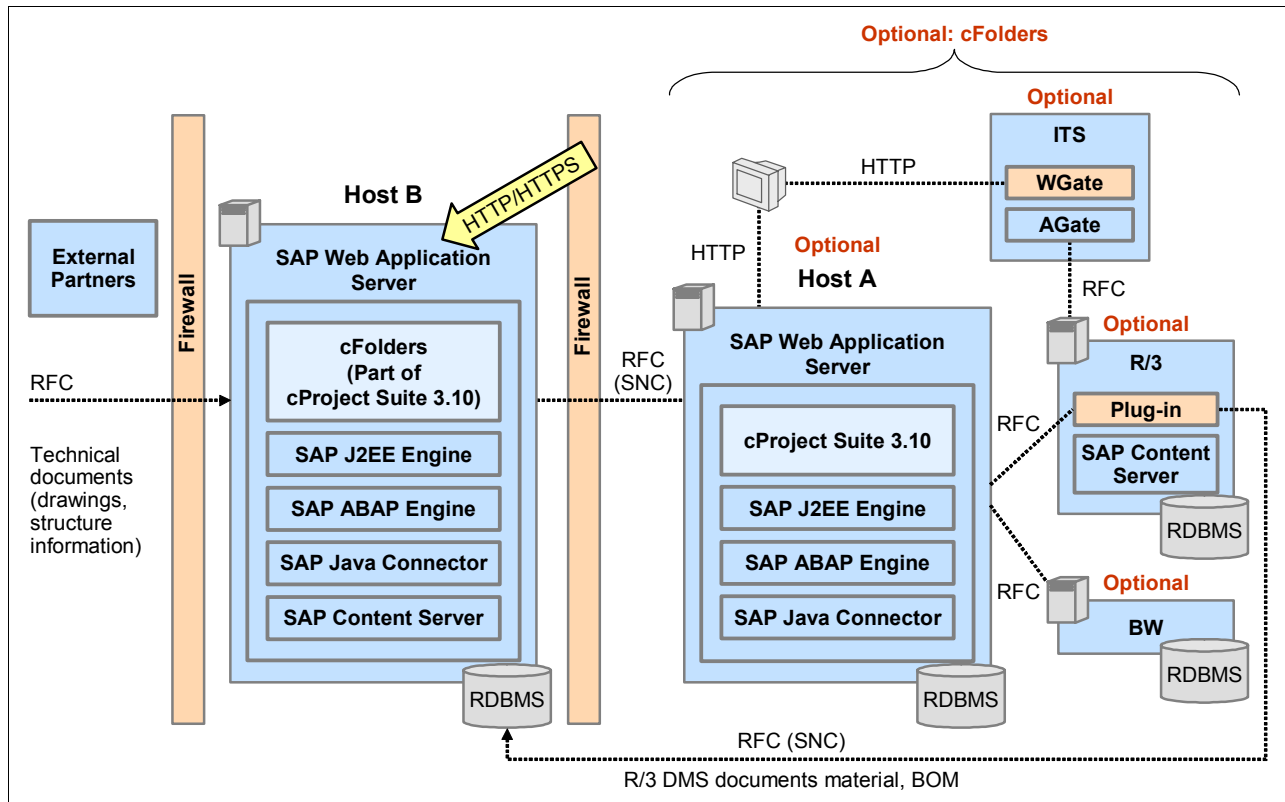 Optional: cFolders
Optional
ITS
WGate
AGate
HTTP
HTTP
RFC
HTTP/HTTPS
Host B
External
Partners
Firewall
SAP Web Application
Server
cFolders
(Part of
cProject Suite 3.10)
SAP J2EE Engine
SAP ABAP Engine
SAP Java Connector
SAP Content Server
RDBMS
RFC
Technical
documents
(drawings,
structure
information)
Firewall
RFC
(SNC)
Optional
Host A
SAP Web Application
Server
cProject Suite 3.10
SAP J2EE Engine
SAP ABAP Engine
SAP Java Connector
RDBMS
RFC
RFC
Optional
R/3
Plug-in
SAP Content
Server
RDBMS
Optional
BW
RDBMS
RFC (SNC)
R/3 DMS documents material, BOM